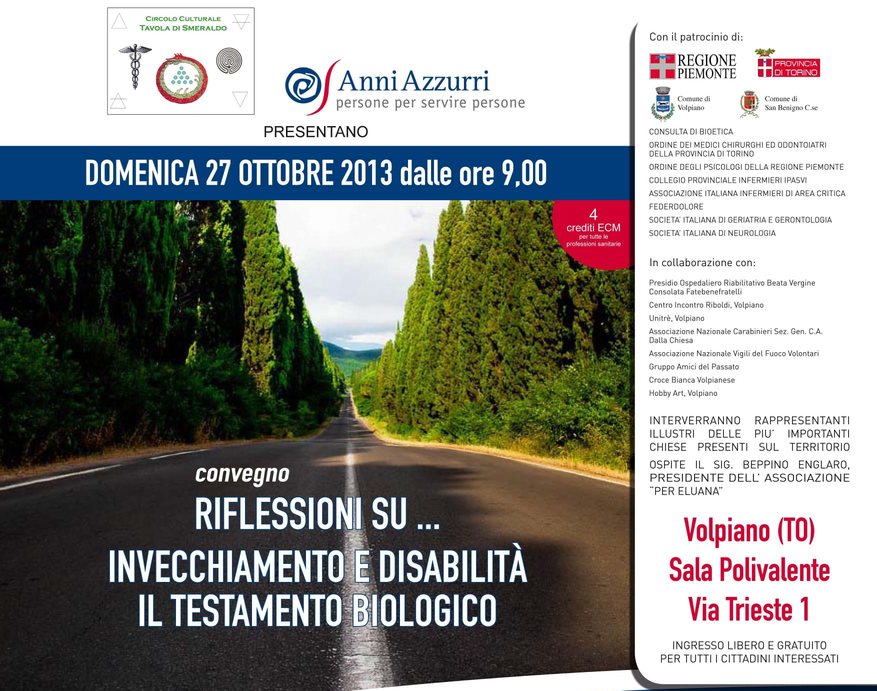 CIRCOLO CULTURALE
TAVOLA DI SMERALDO
Anni Azzurri
persone per servire persone
PRESENTANO
DOMENICA 27 OTTOBRE 2013 dalle ore 9,00
4
crediti ECM
per tutte le
professioni sanitarie
convegno
RIFLESSIONI SU ...
INVECCHIAMENTO E DISABILITÀ
IL TESTAMENTO BIOLOGICO
Con il patrocinio di:
REGIONE
PIEMONTE
PROVINCIA
DI TORINO
Comune di
Volpiano
Comune di
San Benigno C.se
CONSULTA DI BIOETICA
ORDINE DEI MEDICI CHIRURGHI ED ODONTOIATRI
DELLA PROVINCIA DI TORINO
ORDINE DEGLI PSICOLOGI DELLA REGIONE PIEMONTE
COLLEGIO PROVINCIALE INFERMIERI IPASVI
ASSOCIAZIONE ITALIANA INFERMIERI DI AREA CRITICA
FEDERDOLORE
SOCIETA' ITALIANA DI GERIATRIA E GERONTOLOGIA
SOCIETA' ITALIANA DI NEUROLOGIA
In collaborazione con:
Presidio Ospedaliero Riabilitativo Beata Vergine
Consolata Fatebenefratelli
Centro Incontro Riboldi, Volpiano
Unitrè, Volpiano
Associazione Nazionale Carabinieri Sez. Gen. C.A.
Dalla Chiesa
Associazione Nazionale Vigili del Fuoco Volontari
Gruppo Amici del Passato
Croce Bianca Volpianese
Hobby Art, Volpiano
INTERVERRANNO RAPPRESENTANTI
ILLUSTRI DELLE PIU' IMPORTANTI
CHIESE PRESENTI SUL TERRITORIO
OSPITE IL SIG. BEPPINO ENGLARO,
PRESIDENTE DELL' ASSOCIAZIONE
“PER ELUANA”
Volpiano (TO)
Sala Polivalente
Via Trieste 1
INGRESSO LIBERO E GRATUITO
PER TUTTI I CITTADINI INTERESSATI